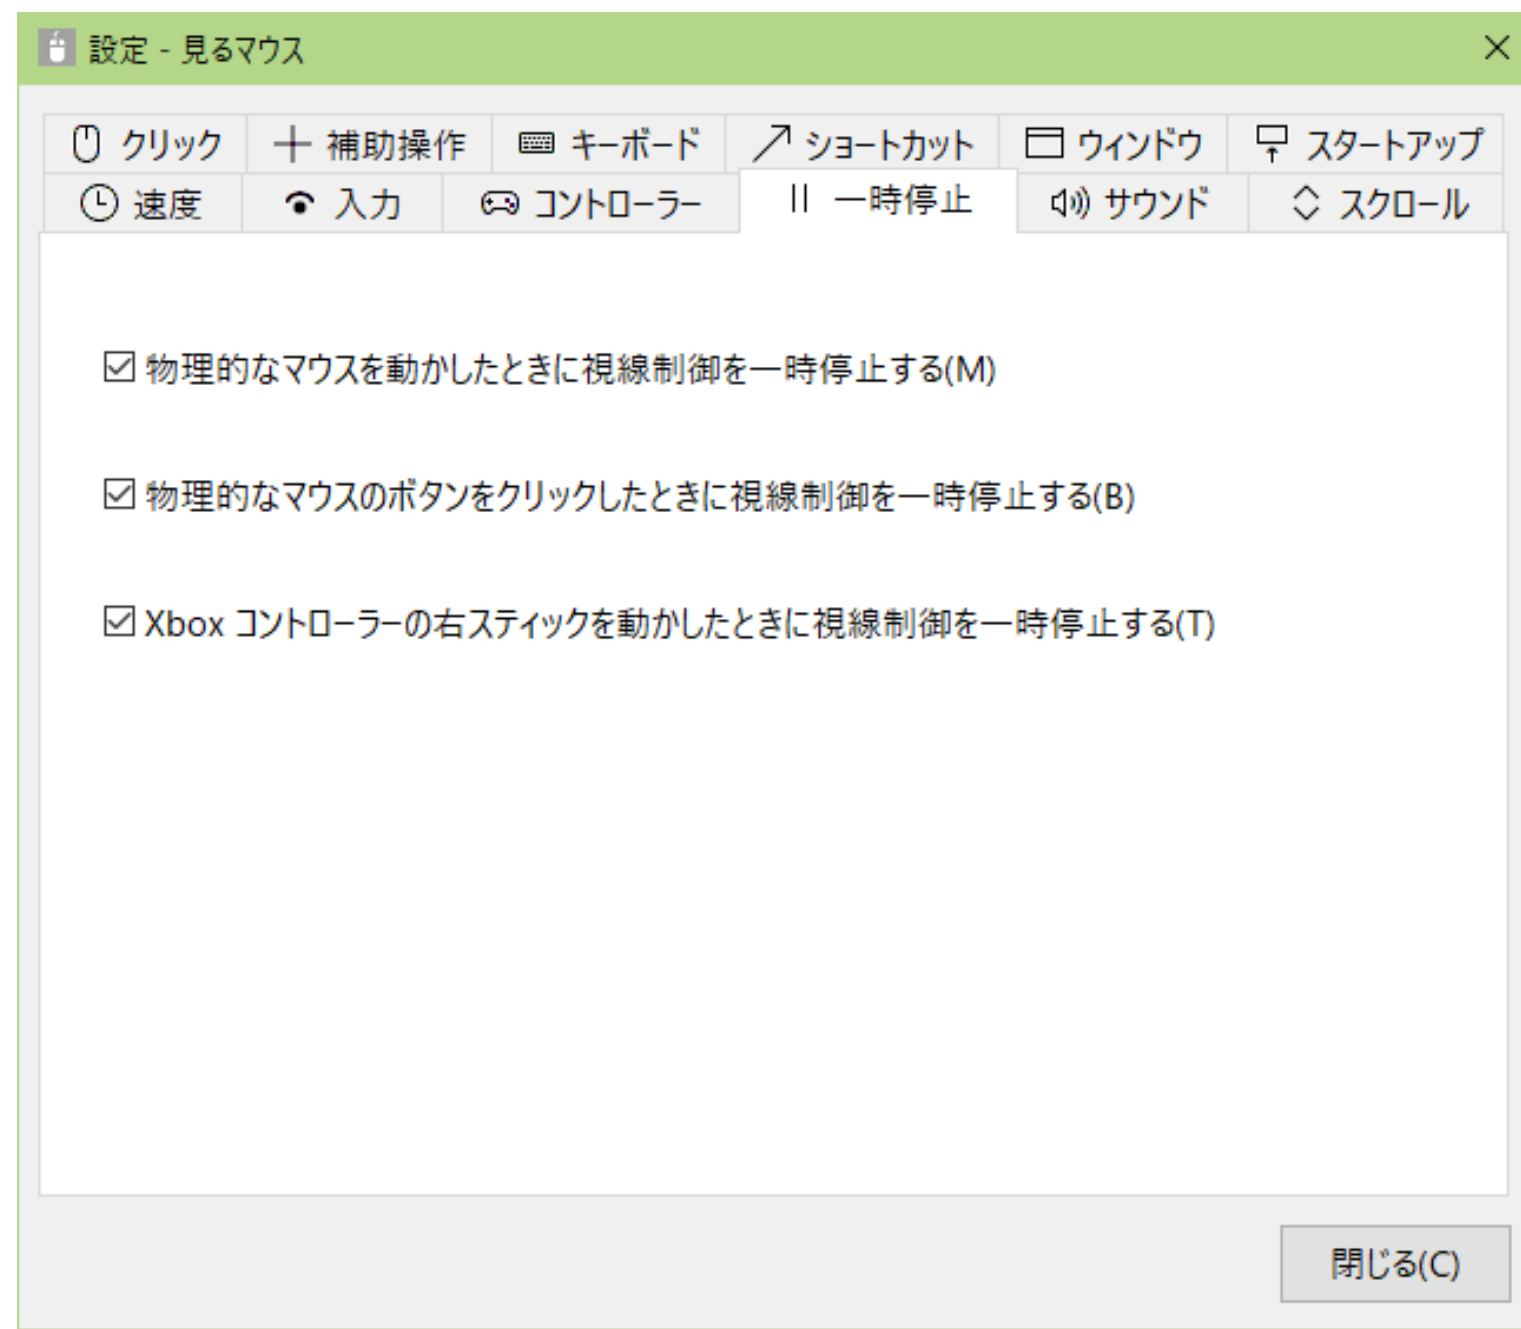 設定 - 見るマウス
クリック 補助操作 キーボード ショートカット ウィンドウ スタートアップ
速度 入力 コントローラー 一時停止 サウンド スクロール
物理的なマウスを動かしたときに視線制御を一時停止する(M)
物理的なマウスのボタンをクリックしたときに視線制御を一時停止する(B)
Xbox コントローラーの右スティックを動かしたときに視線制御を一時停止する(T)
閉じる(C)